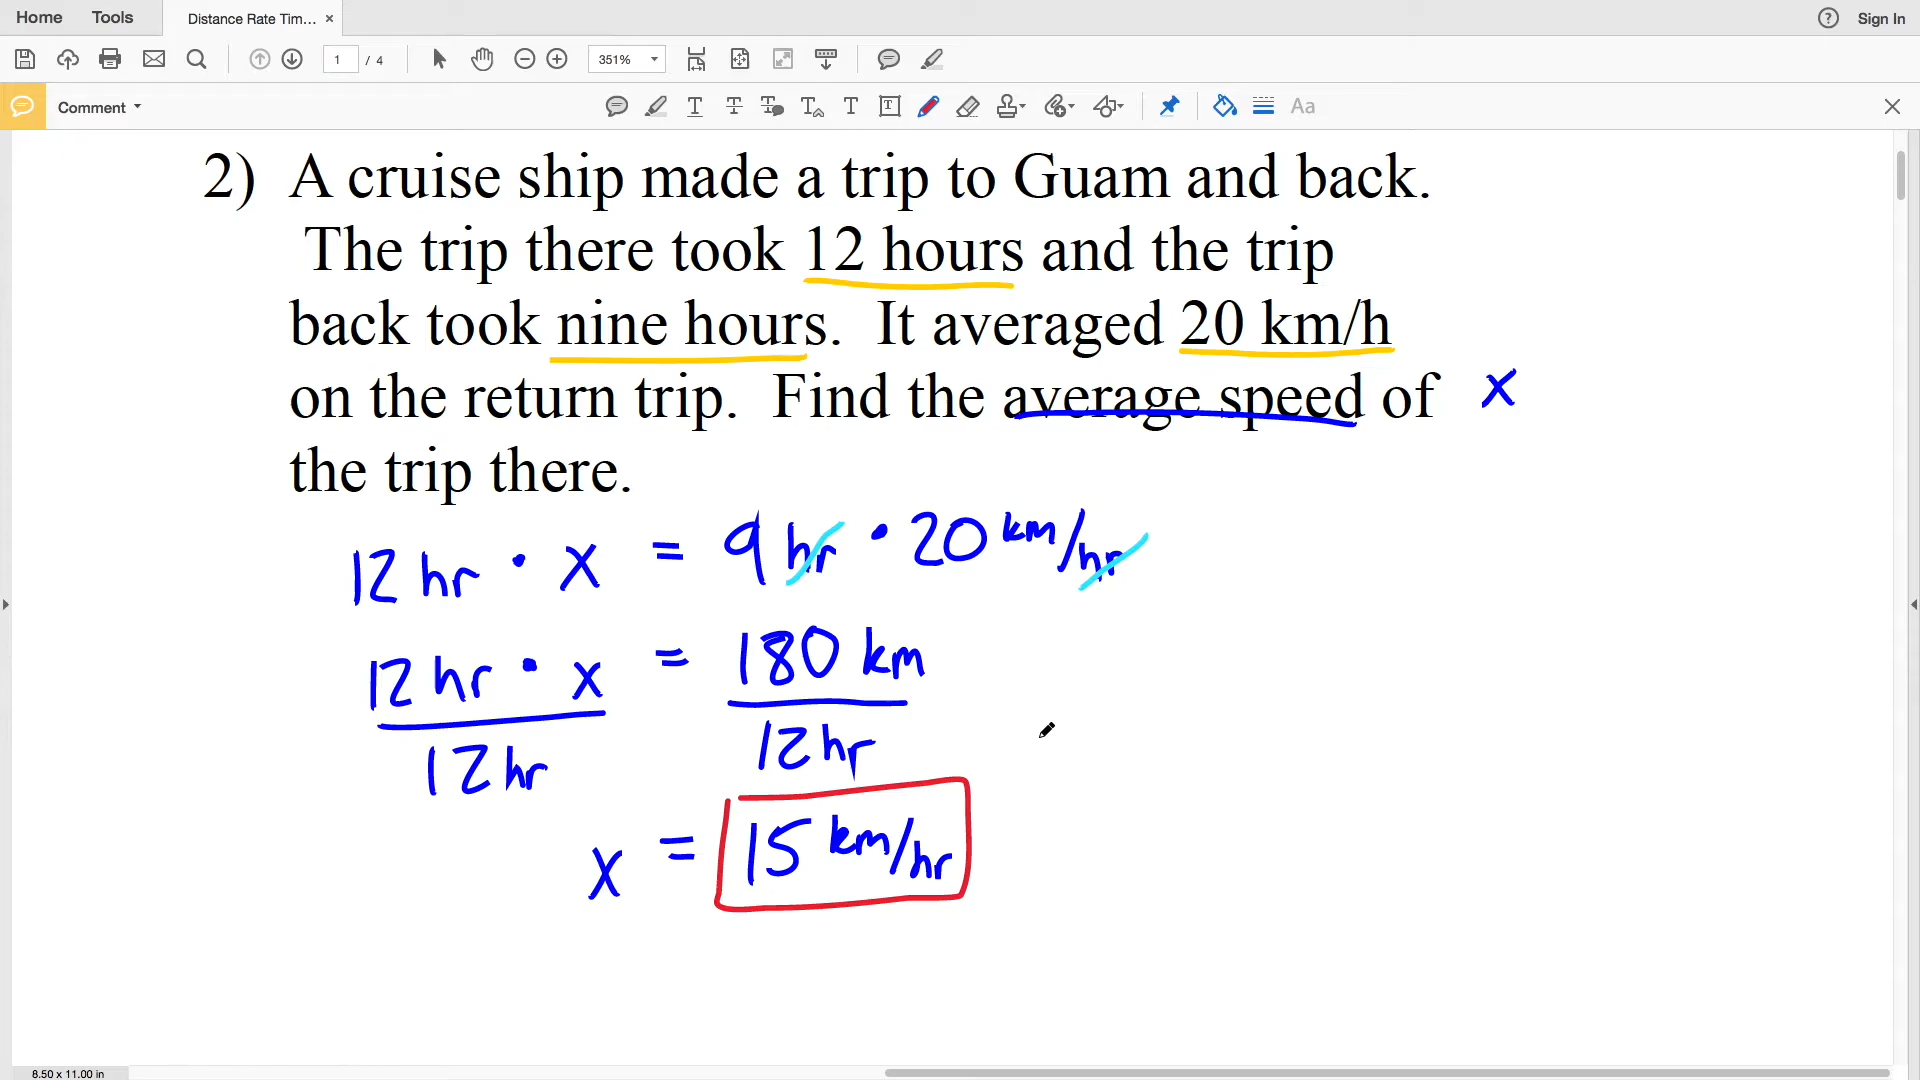 Home Tools Distance Rate Tim... × Sign In
1 / 4 351%
Comment T T T T T T Aa
2) A cruise ship made a trip to Guam and back.
The trip there took 12 hours and the trip
back took nine hours. It averaged 20 km/h
on the return trip. Find the average speed of x
the trip there.
12 hr · x = 9 hr · 20 km/hr
12 hr · x = 180 km
12 hr 12 hr
x = 15 km/hr
8.50 x 11.00 in